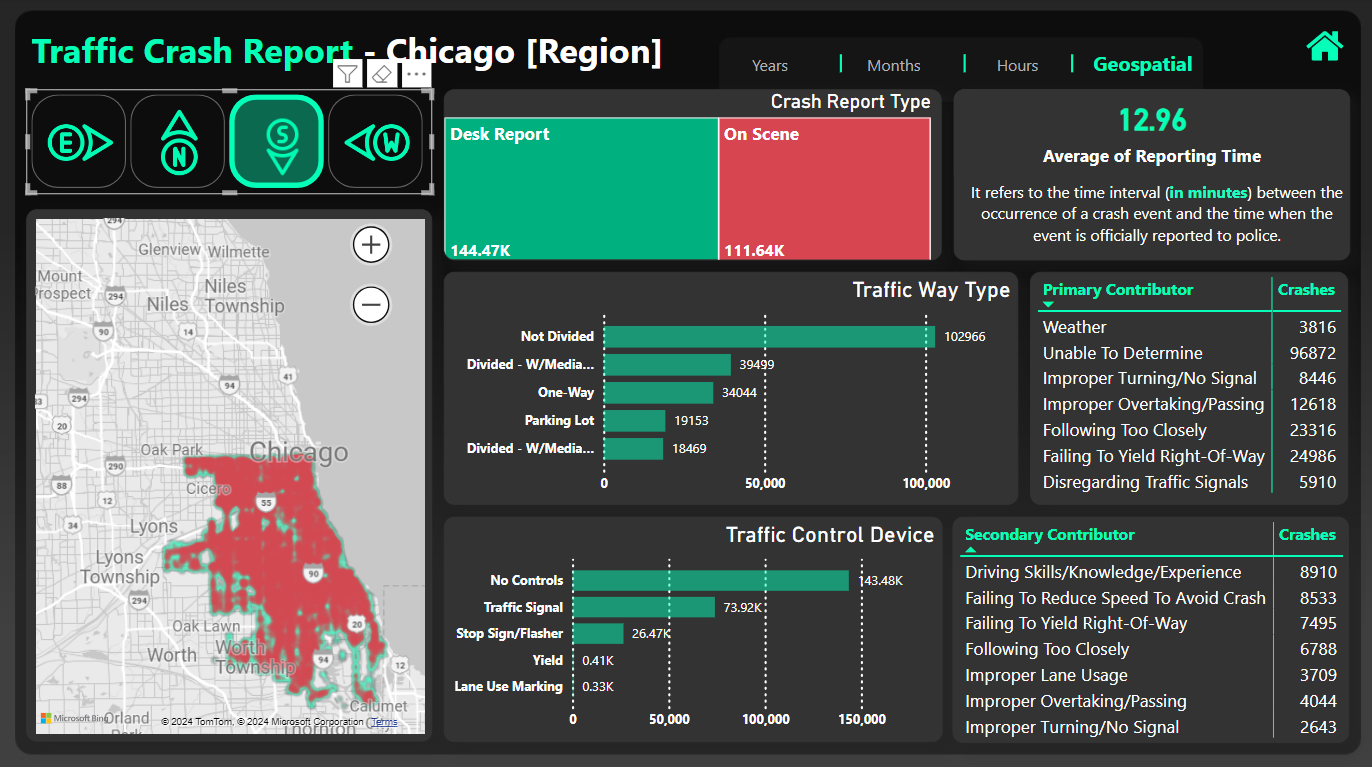 Traffic Crash Report - Chicago [Region]
Years
Months
Hours
Geospatial
E
N
S
W
Crash Report Type
Desk Report
144.47K
On Scene
111.64K
12.96
Average of Reporting Time
It refers to the time interval (in minutes) between the
occurrence of a crash event and the time when the
event is officially reported to police.
294
Glenview
Wilmette
Mount
Prospect
294
Niles
Niles
Township
90
14
94
41
294
20
Oak Park
Chicago
290
88
Cicero
12
55
34
Lyons
Lyons
Township
90
294
Oak Lawn
20
Worth
Worth
Township
94
12
Calumet
Microsoft Bing
Orland
© 2024 TomTom, © 2024 Microsoft Corporation Terms
Thornton
Traffic Way Type
Not Divided 102966
Divided - W/Media... 39499
One-Way 34044
Parking Lot 19153
Divided - W/Media... 18469
0 50,000 100,000
Primary Contributor Crashes
Weather 3816
Unable To Determine 96872
Improper Turning/No Signal 8446
Improper Overtaking/Passing 12618
Following Too Closely 23316
Failing To Yield Right-Of-Way 24986
Disregarding Traffic Signals 5910
Traffic Control Device
No Controls 143.48K
Traffic Signal 73.92K
Stop Sign/Flasher 26.47K
Yield 0.41K
Lane Use Marking 0.33K
0 50,000 100,000 150,000
Secondary Contributor Crashes
Driving Skills/Knowledge/Experience 8910
Failing To Reduce Speed To Avoid Crash 8533
Failing To Yield Right-Of-Way 7495
Following Too Closely 6788
Improper Lane Usage 3709
Improper Overtaking/Passing 4044
Improper Turning/No Signal 2643